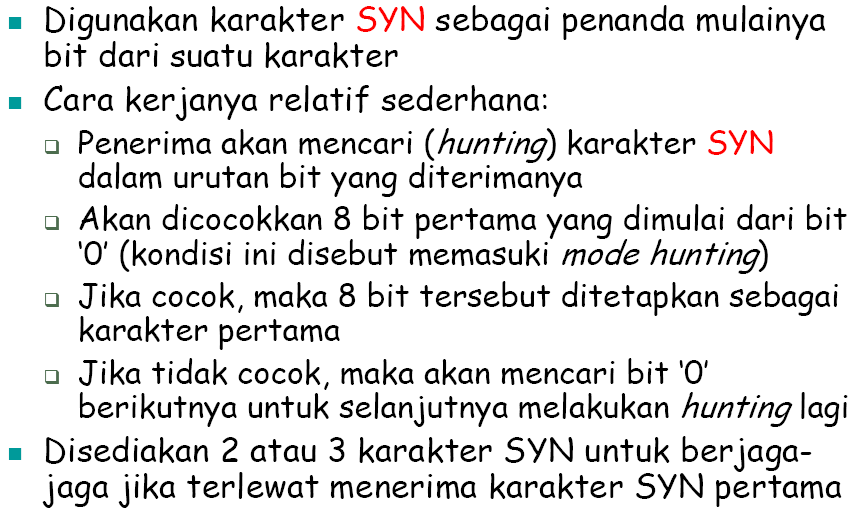 Digunakan karakter SYN sebagai penanda mulainya
bit dari suatu karakter
Cara kerjanya relatif sederhana:
Penerima akan mencari (hunting) karakter SYN
dalam urutan bit yang diterimanya
Akan dicocokkan 8 bit pertama yang dimulai dari bit
‘0’ (kondisi ini disebut memasuki mode hunting)
Jika cocok, maka 8 bit tersebut ditetapkan sebagai
karakter pertama
Jika tidak cocok, maka akan mencari bit ‘0’
berikutnya untuk selanjutnya melakukan hunting lagi
Disediakan 2 atau 3 karakter SYN untuk berjaga-
jaga jika terlewat menerima karakter SYN pertama